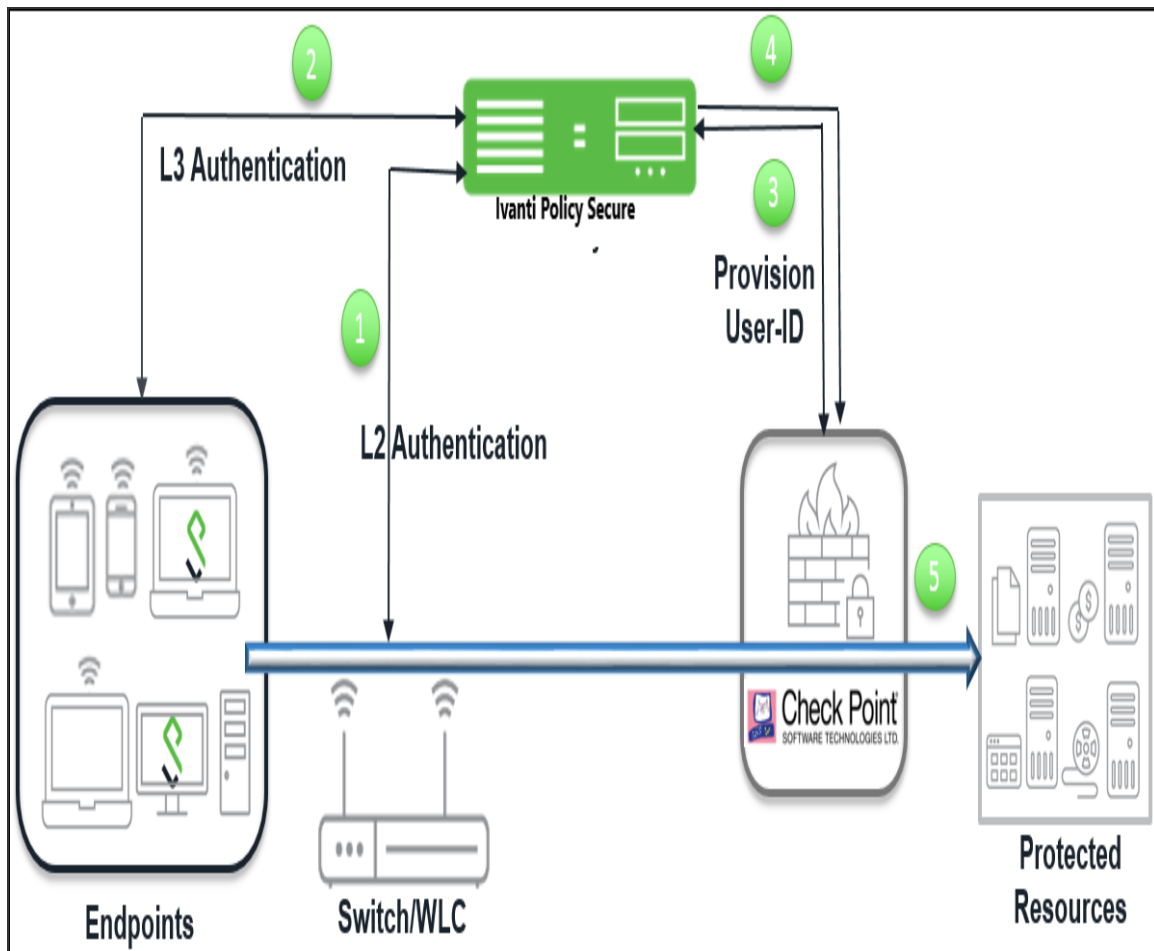 2
4
L3 Authentication
Ivanti Policy Secure
3
Provision
User-ID
1
L2 Authentication
5
Check Point
SOFTWARE TECHNOLOGIES LTD.
Endpoints
Switch/WLC
Protected
Resources